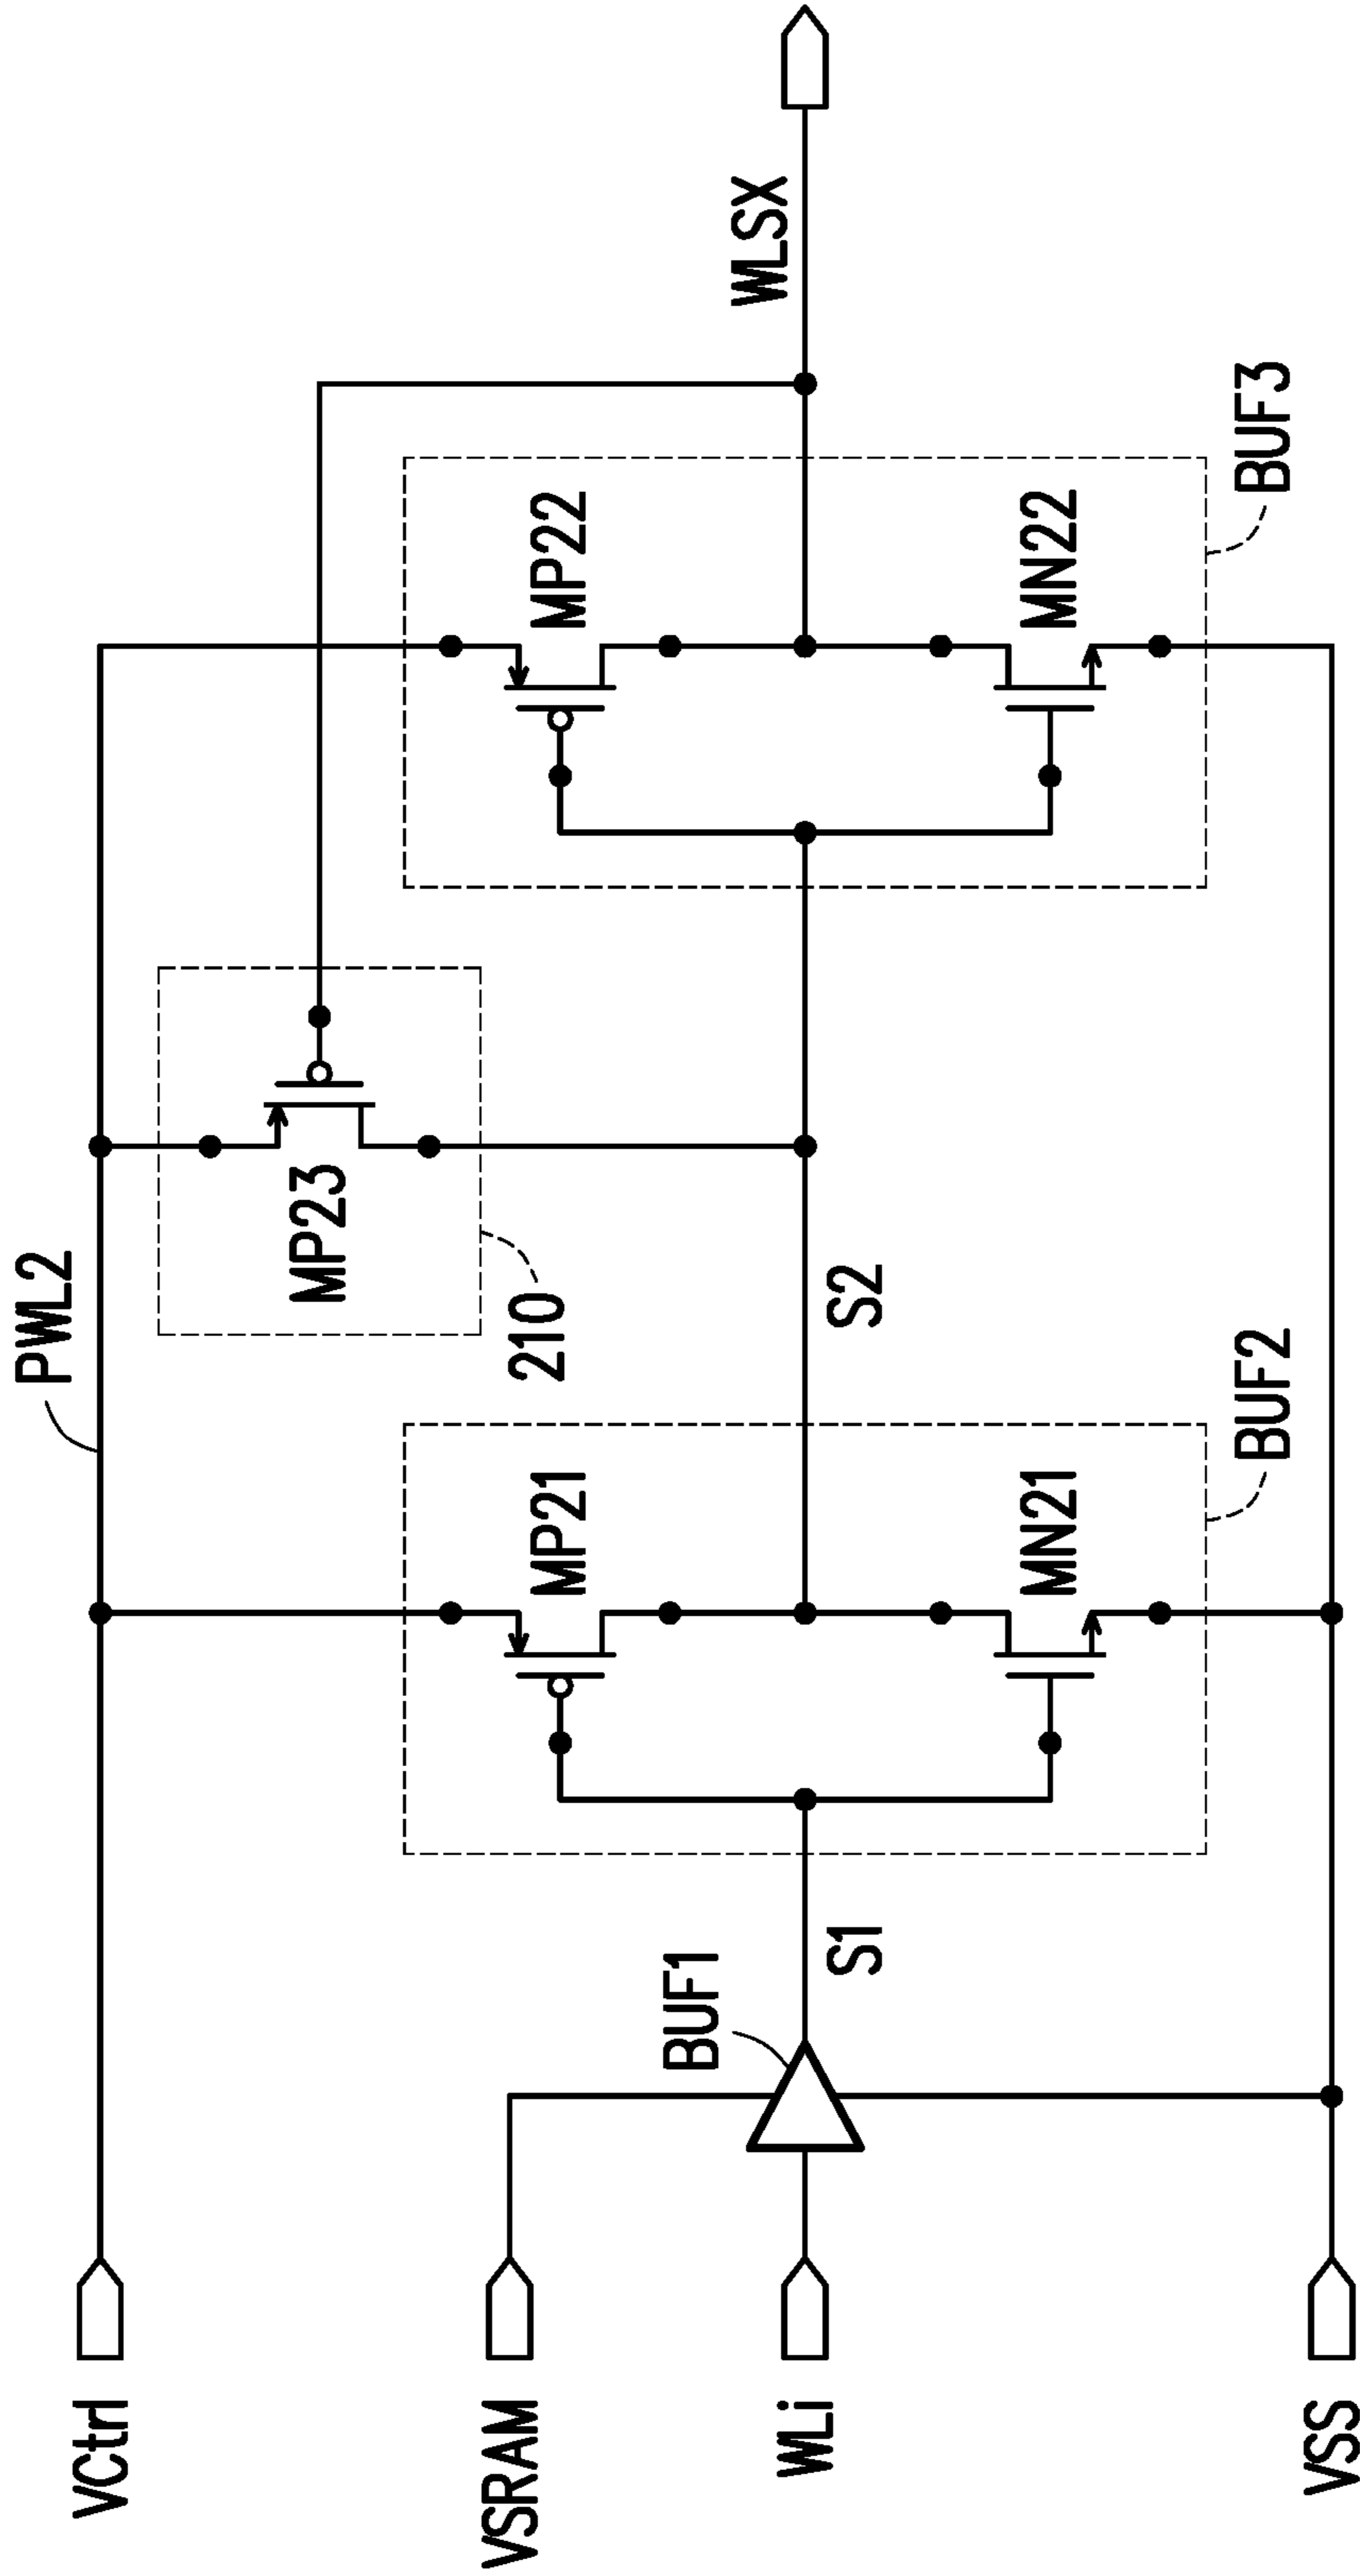 VCtrl
PWL2
MP23
210
VSRAM
BUF1
MP21
MP22
WLSX
WLi
S1
S2
MN21
MN22
BUF2
BUF3
VSS